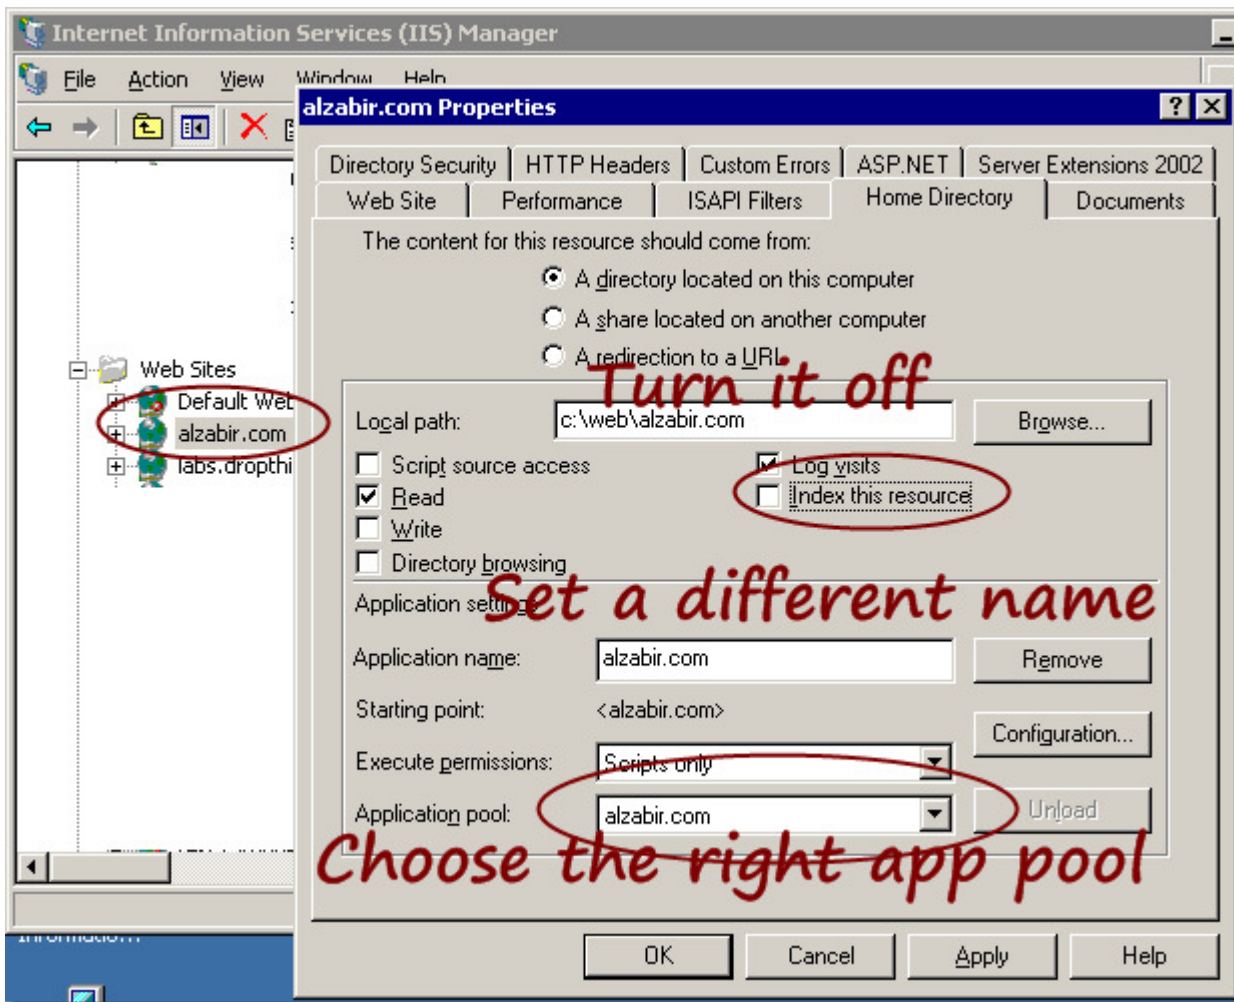 Internet Information Services (IIS) Manager
File Action View Window Help
alzabir.com Properties
Directory Security HTTP Headers Custom Errors ASP.NET Server Extensions 2002
Web Site Performance ISAPI Filters Home Directory Documents
The content for this resource should come from:
A directory located on this computer
A share located on another computer
A redirection to a URL
Turn it off
Web Sites
Default Web
alzabir.com
labs.dropthi
Local path: c:\web\alzabir.com Browse...
Script source access Log visits
Read Index this resource
Write
Directory browsing
Set a different name
Application settings
Application name: alzabir.com Remove
Starting point: <alzabir.com>
Configuration...
Execute permissions: Scripts only
Application pool: alzabir.com Unload
Choose the right app pool
OK Cancel Apply Help